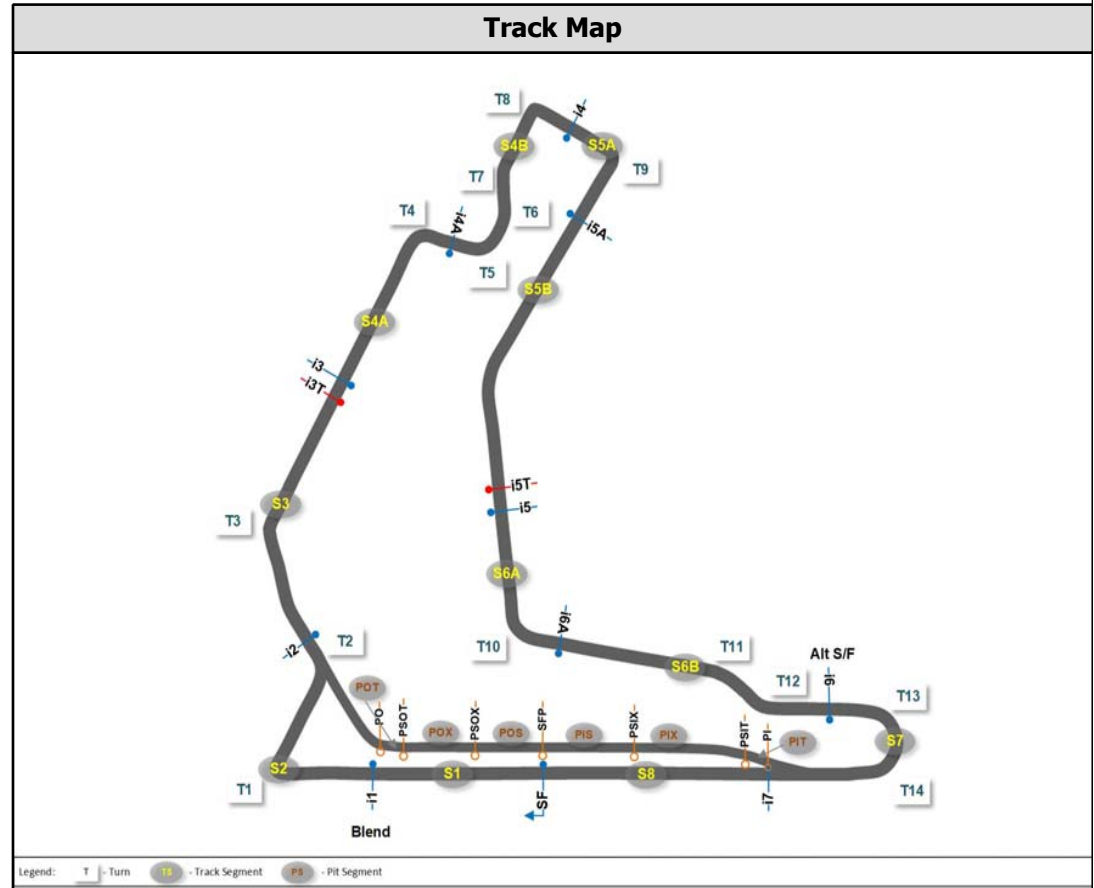 Track Map
T8
i4
S4B
S5A
T9
T7
T4
i4A
T6
i5A
T5
S5B
S4A
i3
i3T
i5T
i5
S3
T3
S6A
i2
T2
T10
i6A
S6B
T11
Alt S/F
T12
i6
T13
POT
PO
PSOT
POX
PSOX
POS
SFP
PIS
PSIX
PIX
PSIT
PI
PIT
S7
T1
S2
i1
S1
SF
S8
i7
T14
Blend
Legend: T - Turn TS - Track Segment PS - Pit Segment